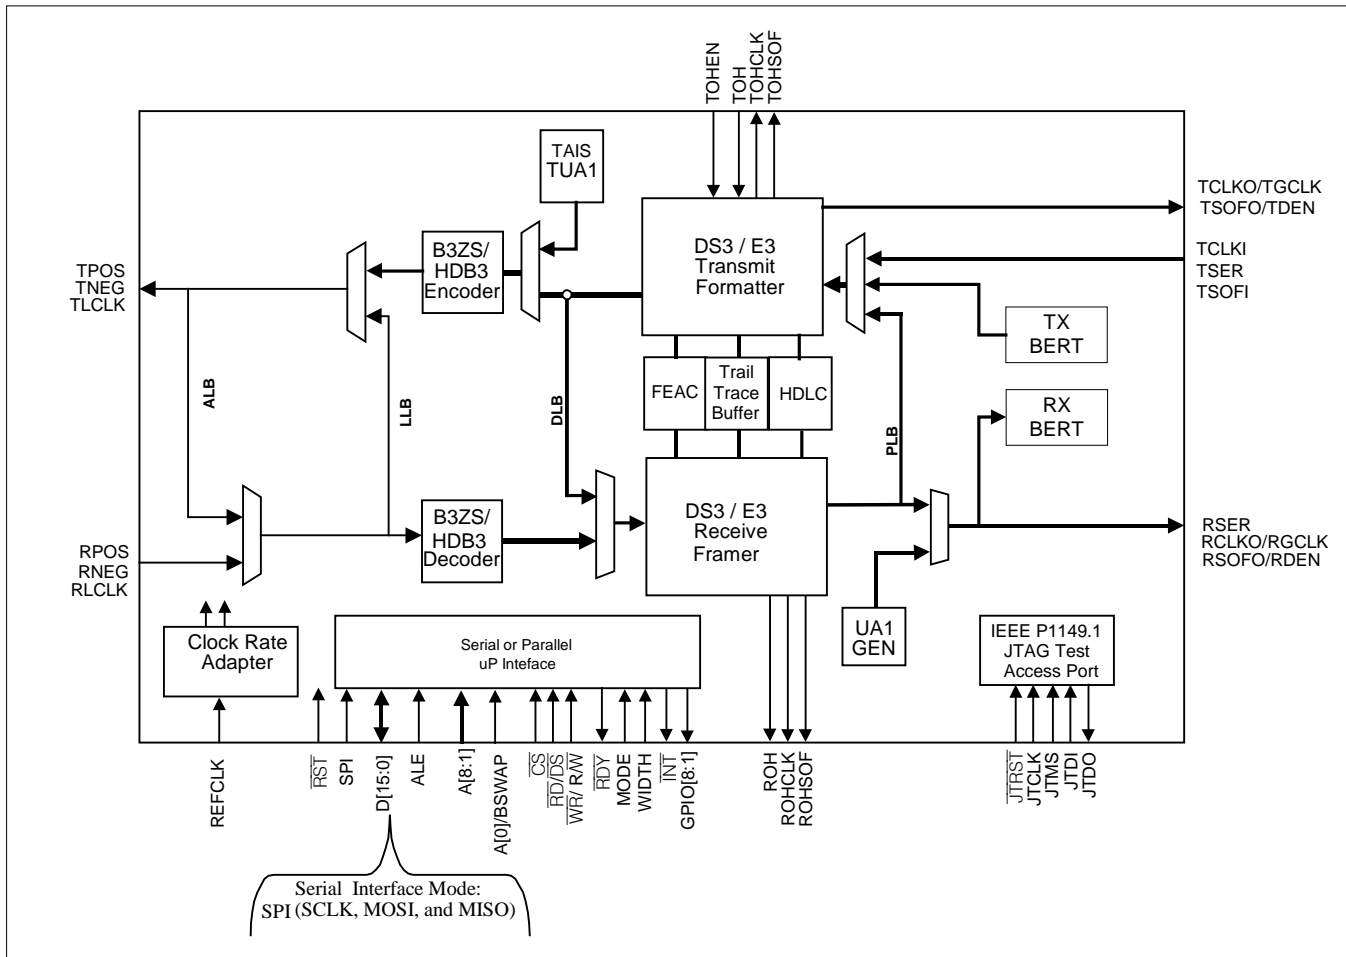 TOHEN
TOH
TOHCLK
TOHSOF
TAIS
TUA1
TCLKO/TGCLK
TSOFO/TDEN
B3ZS/
HDB3
Encoder
DS3 / E3
Transmit
Formatter
TCLKI
TSER
TSOFI
TPOS
TNEG
TLCLK
TX
BERT
ALB
LLB
DLB
FEAC
Trail
Trace
Buffer
HDLC
PLB
RX
BERT
B3ZS/
HDB3
Decoder
DS3 / E3
Receive
Framer
RSER
RCLKO/RGCLK
RSOFO/RDEN
RPOS
RNEG
RLCLK
Clock Rate
Adapter
Serial or Parallel
uP Inteface
UA1
GEN
IEEE P1149.1
JTAG Test
Access Port
REFCLK
RST
SPI
D[15:0]
ALE
A[8:1]
A[0]/BSWAP
CS
RD/DS
WR/ R/W
RDY
MODE
WIDTH
INT
GPIO[8:1]
ROH
ROHCLK
ROHSOF
JTRST
JTCLK
JTMS
JTDI
JTDO
Serial Interface Mode:
SPI (SCLK, MOSI, and MISO)